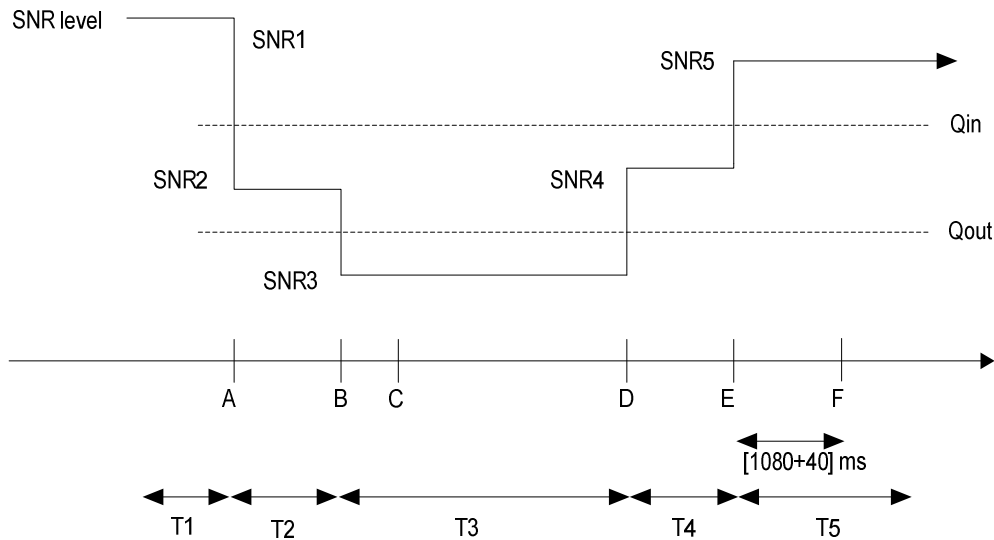 SNR level
SNR1
SNR5
Qin
SNR2
SNR4
Qout
SNR3
A B C D E F
[1080+40] ms
T1 T2 T3 T4 T5